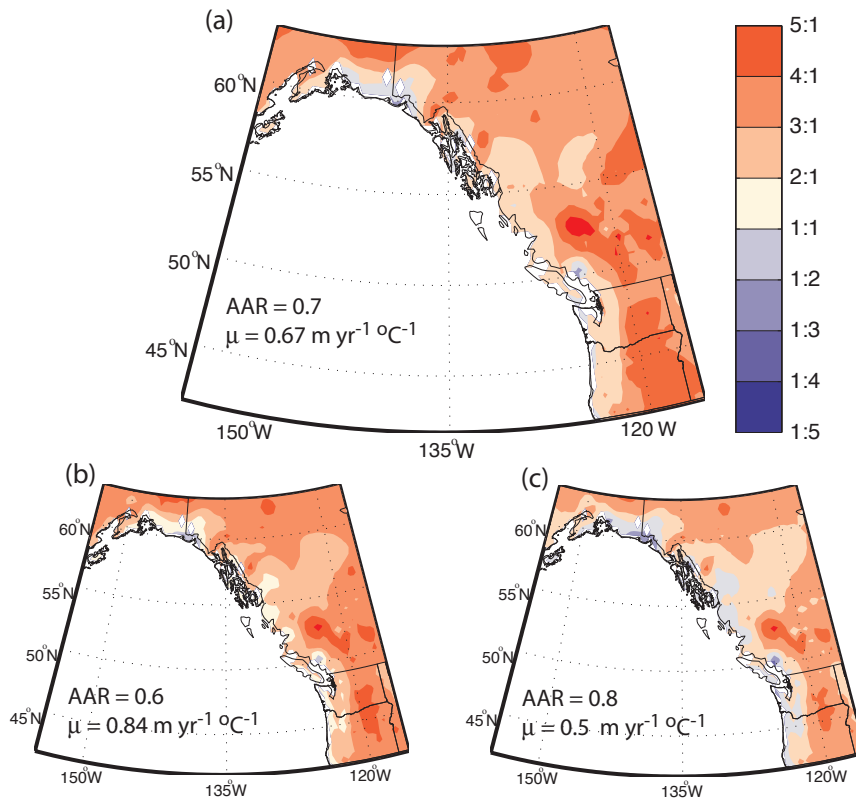 (a)
60°N
55°N
50°N
45°N
AAR = 0.7
μ = 0.67 m yr⁻¹ °C⁻¹
150°W
135°W
120 W
5:1
4:1
3:1
2:1
1:1
1:2
1:3
1:4
1:5
(b)
60°N
55°N
50°N
45°N
AAR = 0.6
μ = 0.84 m yr⁻¹ °C⁻¹
150°W
135°W
120°W
(c)
60°N
55°N
50°N
45°N
AAR = 0.8
μ = 0.5 m yr⁻¹ °C⁻¹
150°W
135°W
120°W